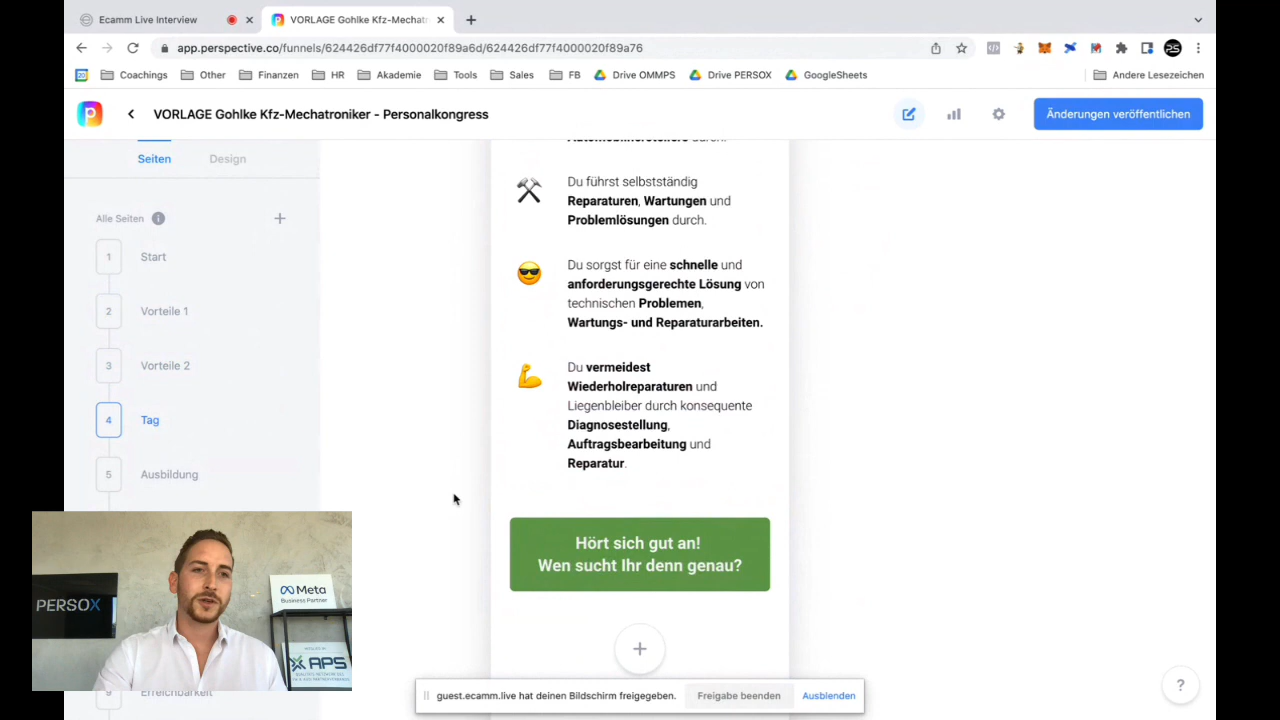 Ecamm Live Interview
VORLAGE Gohlke Kfz-Mechat
app.perspective.co/funnels/624426df77f4000020f89a6d/624426df77f4000020f89a76
Coachings
Other
Finanzen
HR
Akademie
Tools
Sales
FB
Drive OMMPS
Drive PERSOX
GoogleSheets
Andere Lesezeichen
VORLAGE Gohlke Kfz-Mechatroniker - Personalkongress
Änderungen veröffentlichen
Seiten
Design
Alle Seiten
1 Start
2 Vorteile 1
3 Vorteile 2
4 Tag
5 Ausbildung
9 Erreichbarkeit
Automobilherstellers durch.
Du führst selbstständig
Reparaturen, Wartungen und
Problemlösungen durch.
Du sorgst für eine schnelle und
anforderungsgerechte Lösung von
technischen Problemen,
Wartungs- und Reparaturarbeiten.
Du vermeidest
Wiederholreparaturen und
Liegenbleiber durch konsequente
Diagnosestellung,
Auftragsbearbeitung und
Reparatur.
Hört sich gut an!
Wen sucht Ihr denn genau?
PERSOX
Meta
Business Partner
APS
guest.ecamm.live hat deinen Bildschirm freigegeben.
Freigabe beenden
Ausblenden
?